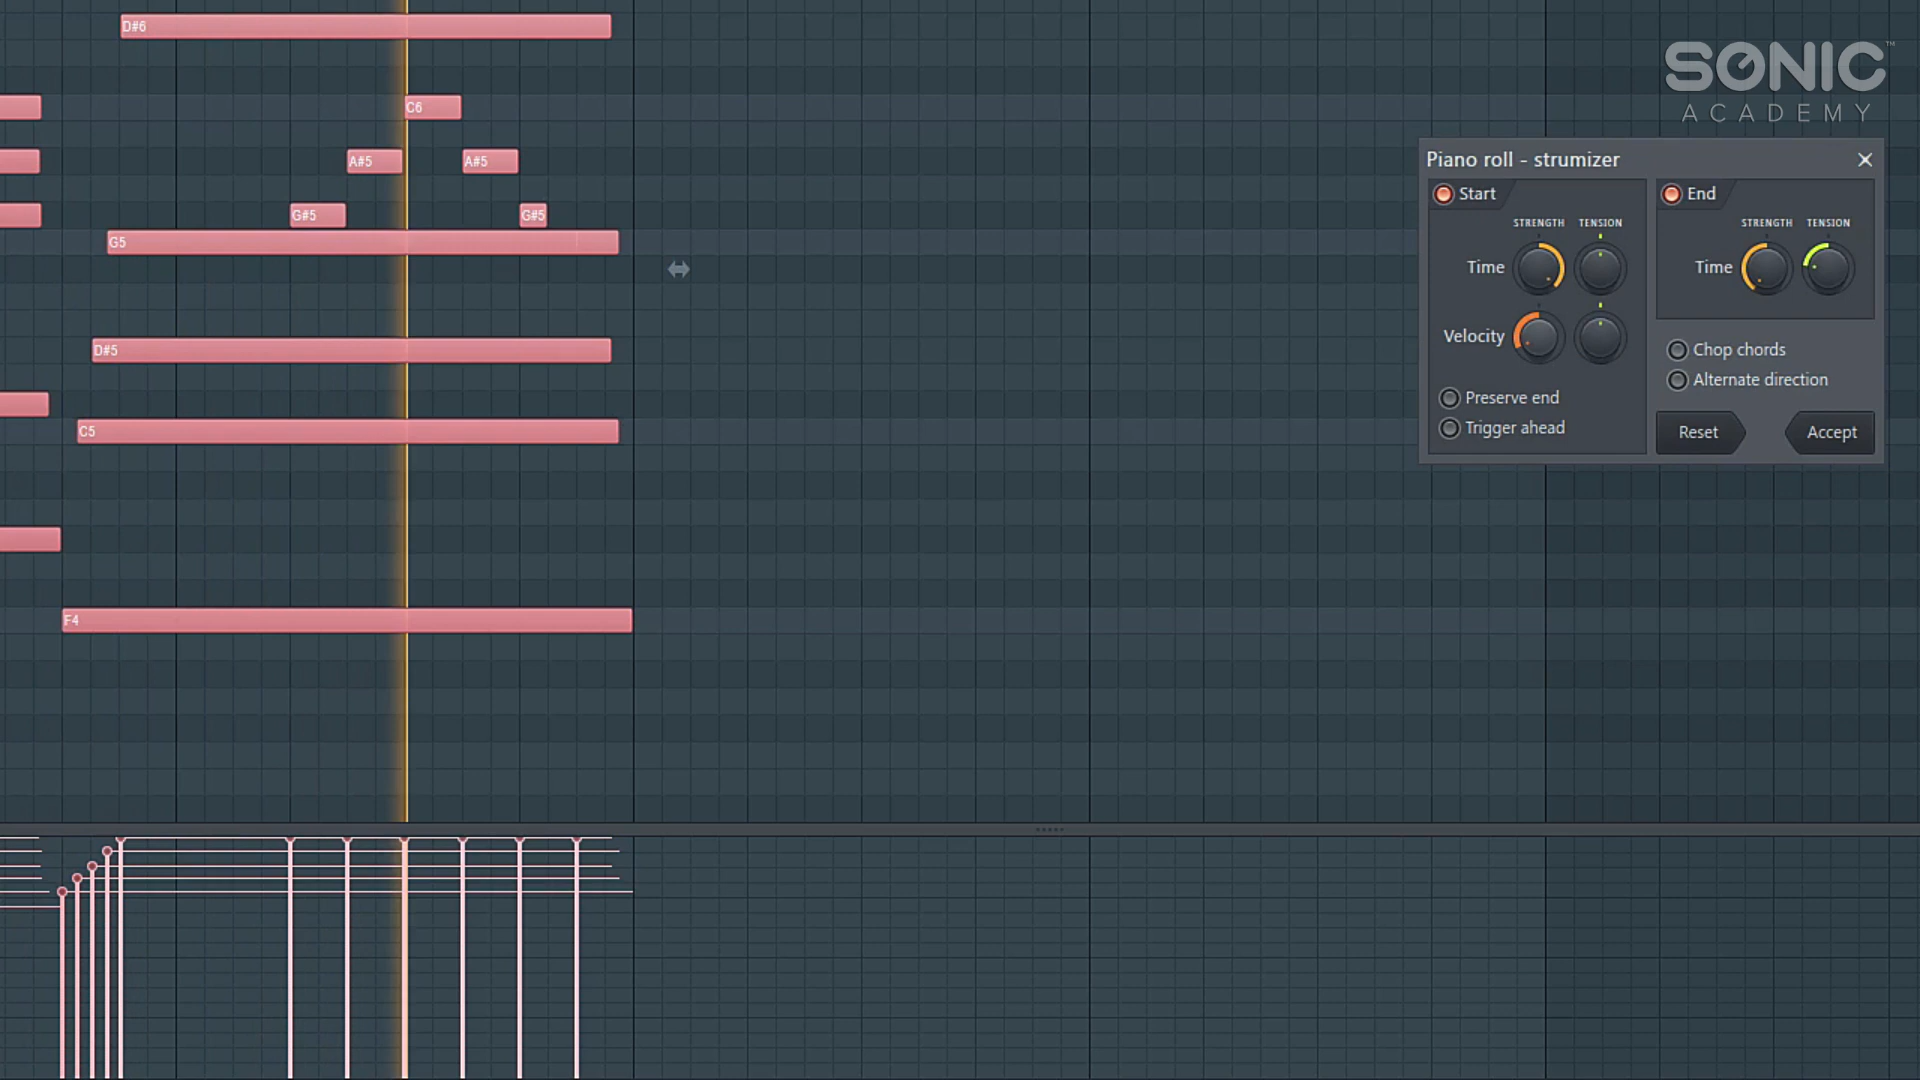 D#6
SONIC™
ACADEMY
C6
A#5
A#5
G#5
G#5
G5
D#5
C5
F4
Piano roll - strumizer
Start
STRENGTH TENSION
Time
Velocity
Preserve end
Trigger ahead
End
STRENGTH TENSION
Time
Chop chords
Alternate direction
Reset
Accept